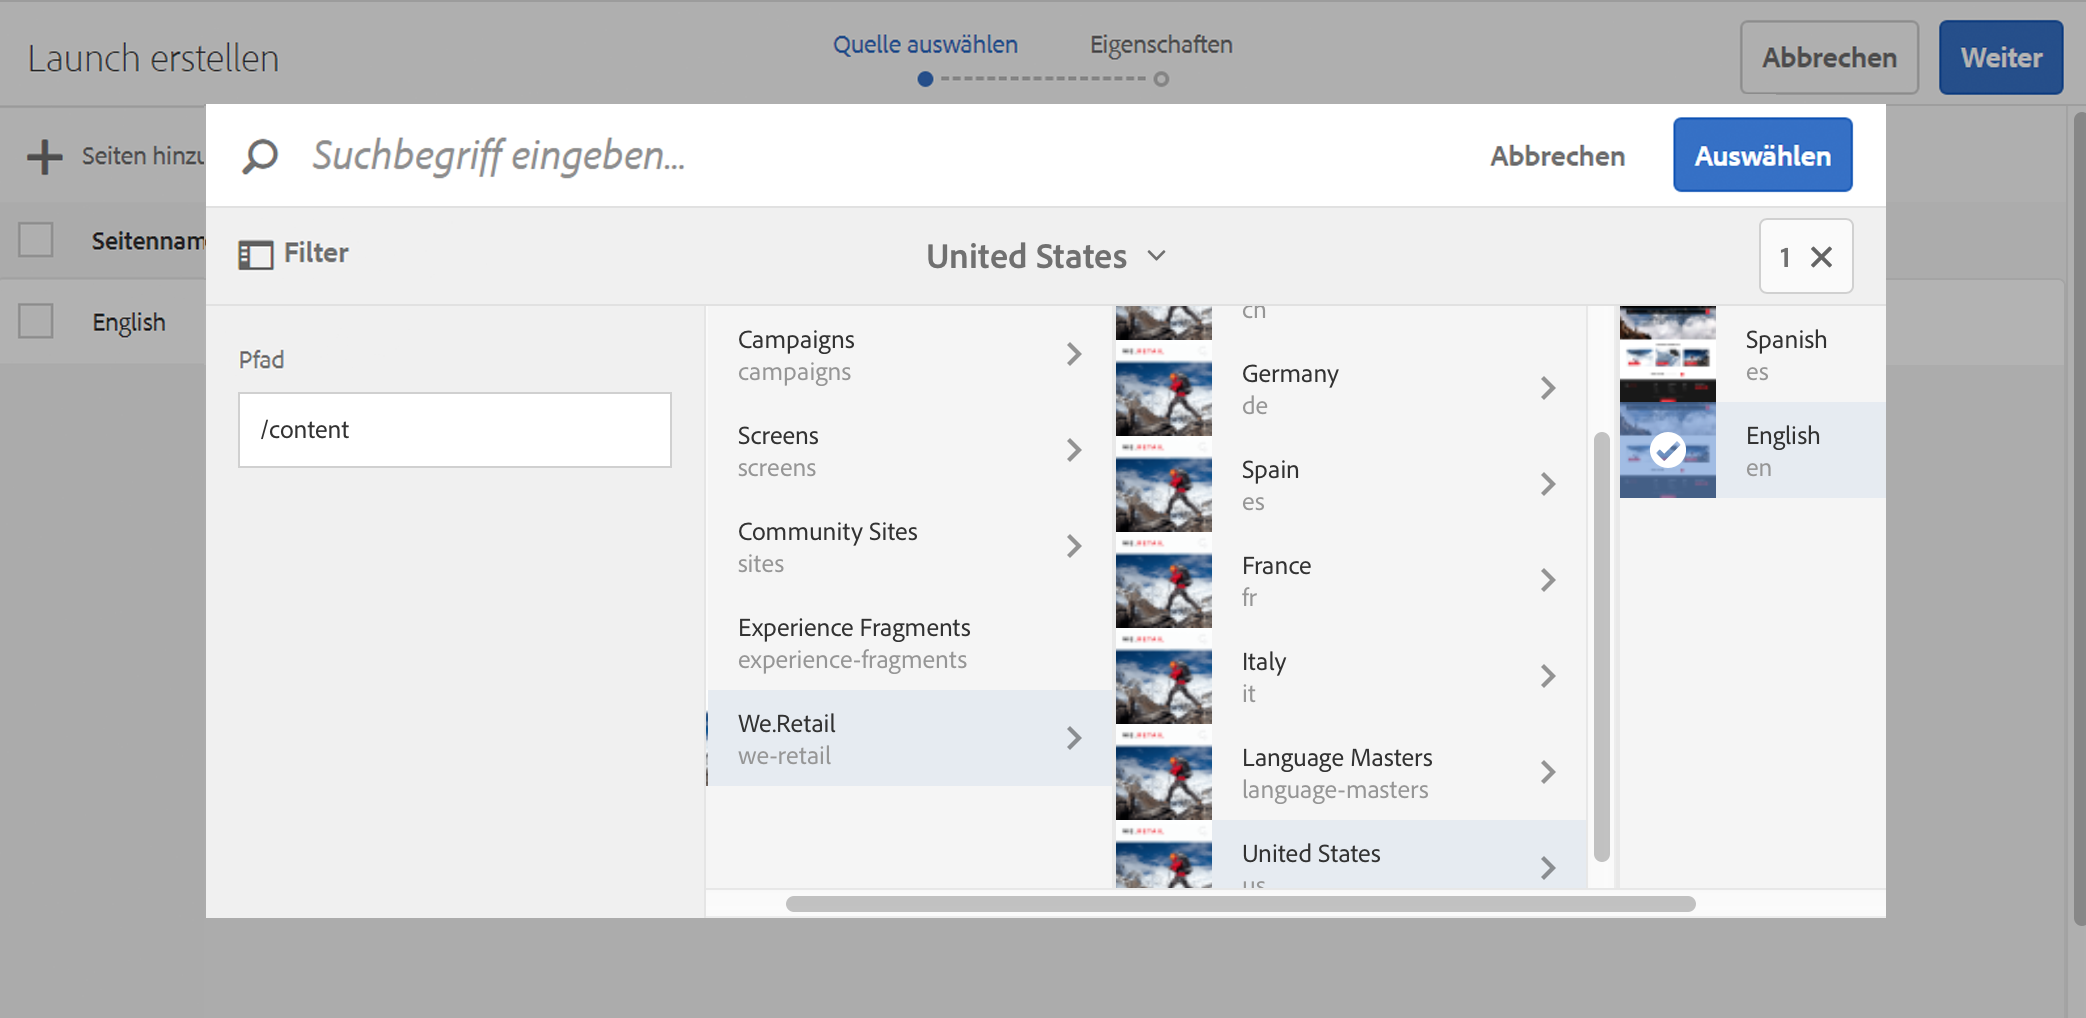 Launch erstellen
Quelle auswählen
Eigenschaften
Abbrechen
Weiter
Seiten hinzu
Seitennam
English
Suchbegriff eingeben...
Abbrechen
Auswählen
Filter
United States
1
Pfad
/content
Campaigns
campaigns
Screens
screens
Community Sites
sites
Experience Fragments
experience-fragments
We.Retail
we-retail
ch
Germany
de
Spain
es
France
fr
Italy
it
Language Masters
language-masters
United States
us
Spanish
es
English
en